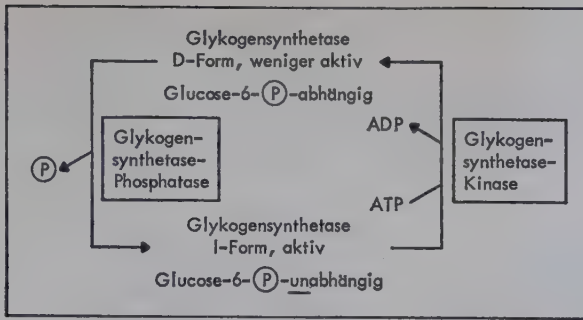 Glykogensynthetase
D-Form, weniger aktiv
Glucose-6-Ⓟ-abhängig
Glykogen-
synthetase-
Phosphatase
Ⓟ
ADP
ATP
Glykogen-
synthetase-
Kinase
Glykogensynthetase
I-Form, aktiv
Glucose-6-Ⓟ-unabhängig